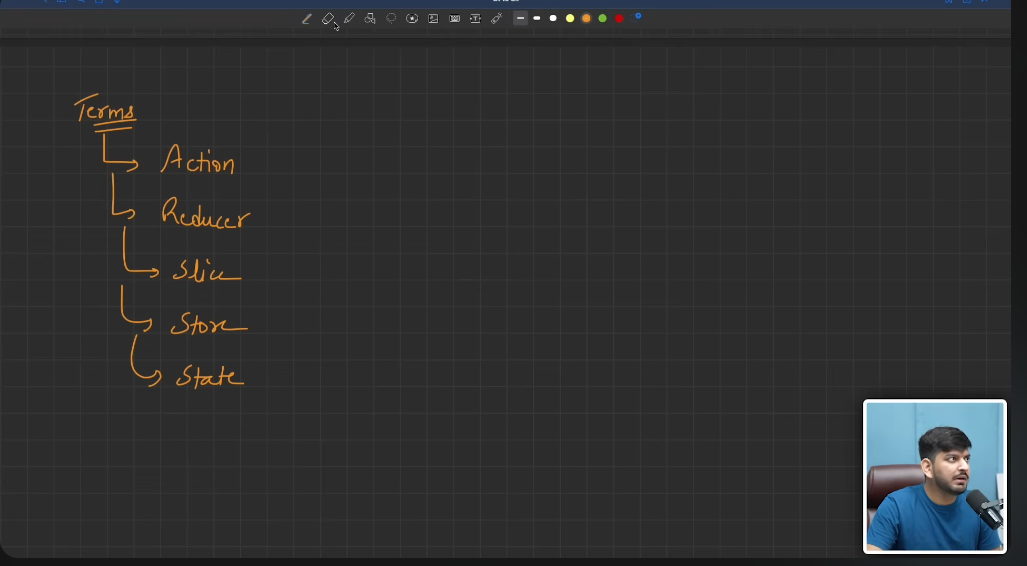 Terms
Action
Reducer
Slice
Store
State